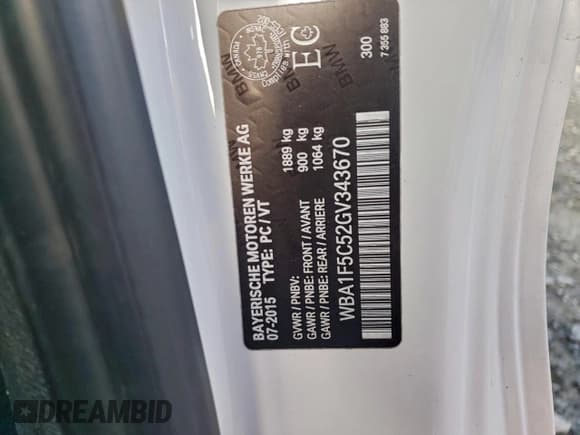 BAYERISCHE MOTOREN WERKE AG
07-2015 TYPE: PC/VT
GVWR / PNBV: 1889 kg
GAWR / PNBE: FRONT / AVANT 900 kg
GAWR / PNBE: REAR / ARRIERE 1064 kg
WBA1F5C52GV343670
CANADA
EC
300
7 355 883
BMW
BMW
DREAMBID